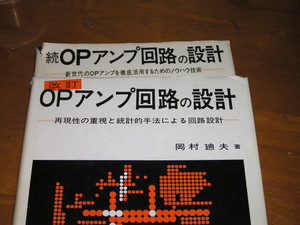 続OPアンプ回路の設計
新世代のOPアンプを徹底活用するためのノウハウ技術
改訂
OPアンプ回路の設計
再現性の重視と統計的手法による回路設計
岡村廸夫 著